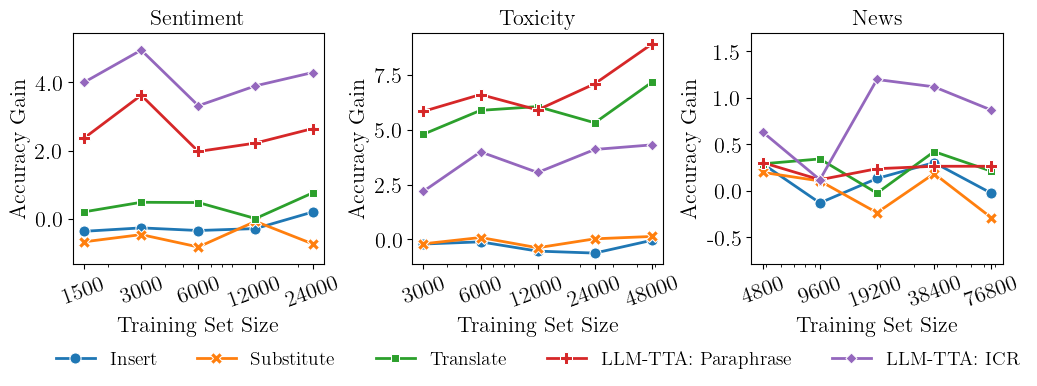 Sentiment
Toxicity
News
Accuracy Gain
4.0
2.0
0.0
1500
3000
6000
12000
24000
Training Set Size
Accuracy Gain
7.5
5.0
2.5
0.0
3000
6000
12000
24000
48000
Training Set Size
Accuracy Gain
1.5
1.0
0.5
0.0
-0.5
4800
9600
19200
38400
76800
Training Set Size
Insert
Substitute
Translate
LLM-TTA: Paraphrase
LLM-TTA: ICR